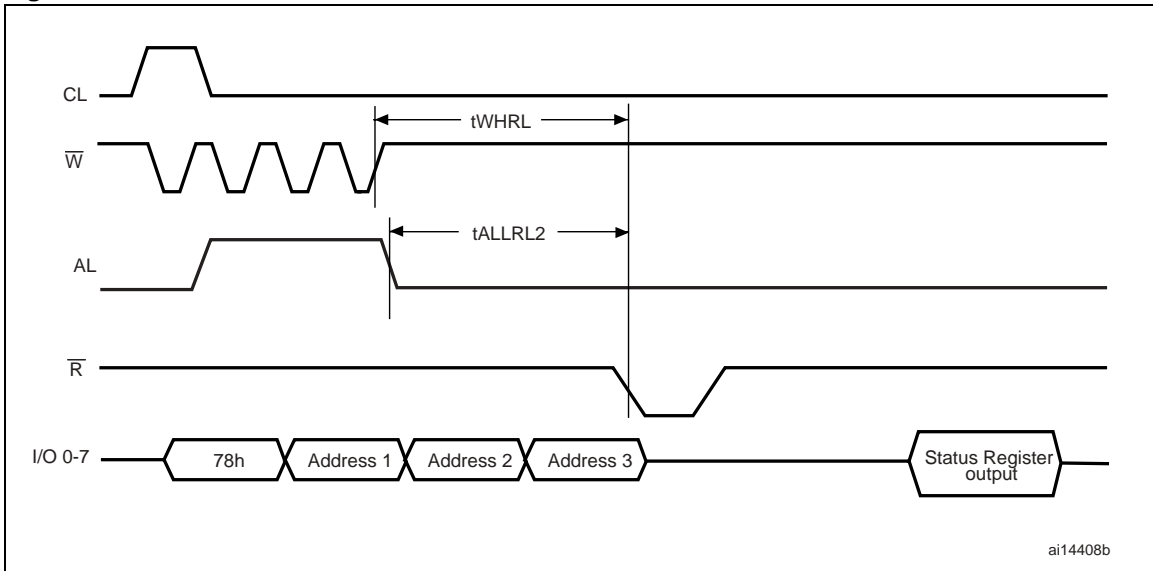 CL
tWHRL
W
tALLRL2
AL
R
I/O 0-7
78h
Address 1
Address 2
Address 3
Status Register
output
ai14408b